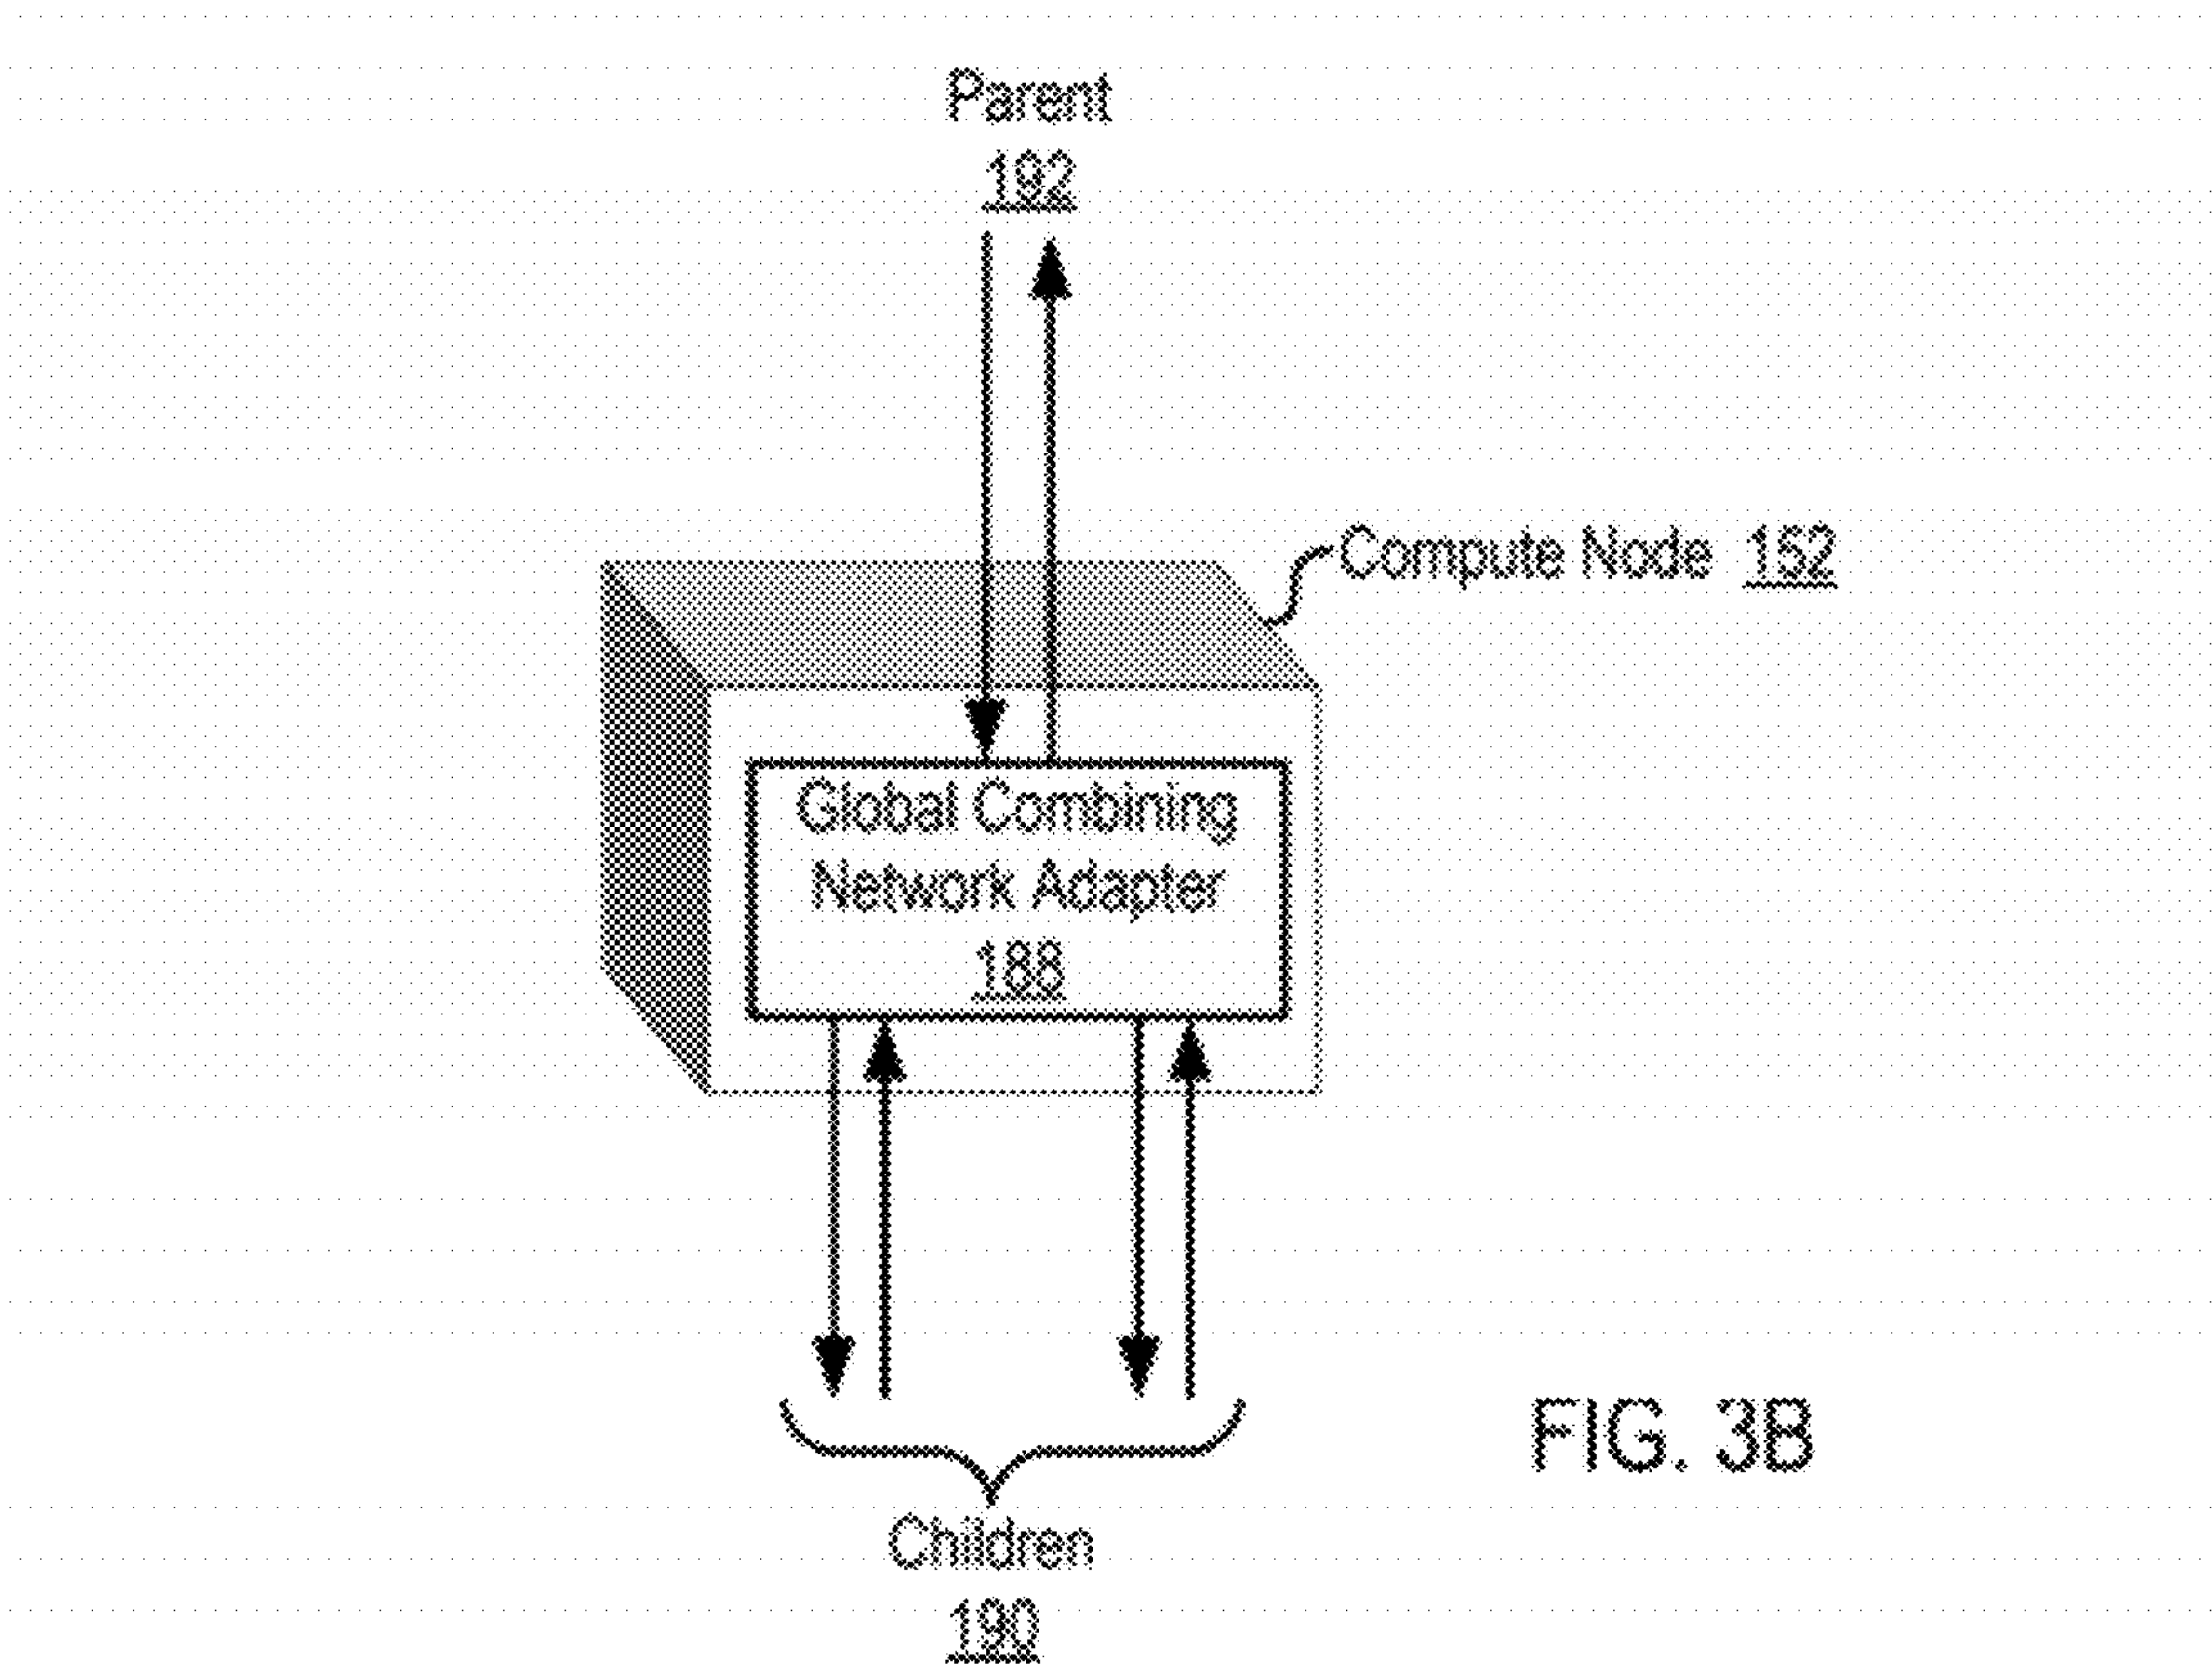 Parent
192
Compute Node 152
Global Combining
Network Adapter
188
FIG. 3B
Children
190